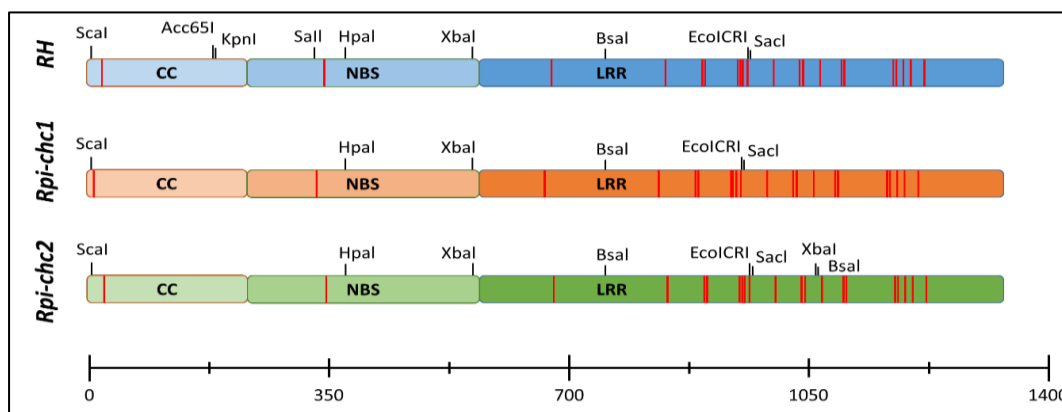 RH
ScaI Acc65I KpnI SalI HpaI XbaI BsaI EcoICRI SacI
CC NBS LRR
Rpi-chc1
ScaI HpaI XbaI BsaI EcoICRI SacI
CC NBS LRR
Rpi-chc2
ScaI HpaI XbaI BsaI EcoICRI SacI XbaI BsaI
CC NBS LRR
0 350 700 1050 1400